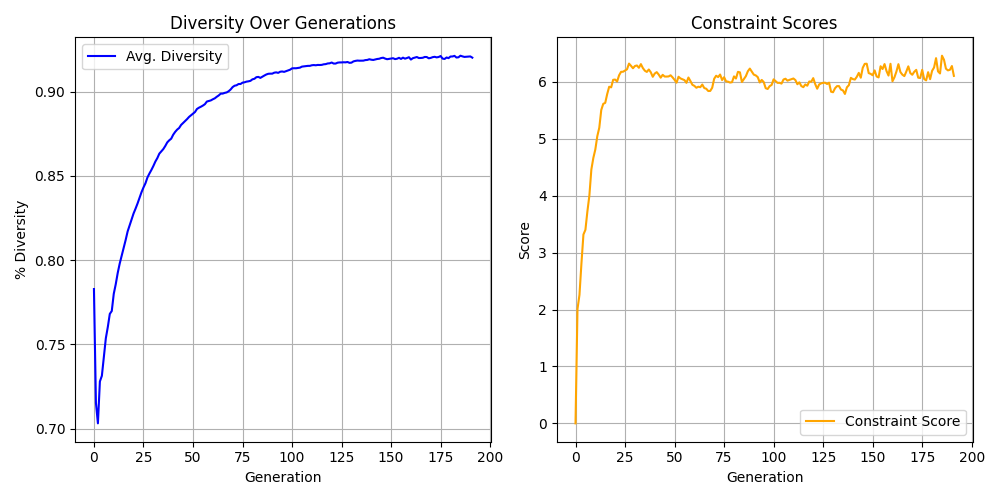 Diversity Over Generations
Avg. Diversity
% Diversity
0.90
0.85
0.80
0.75
0.70
0 25 50 75 100 125 150 175 200
Generation
Constraint Scores
Score
6
5
4
3
2
1
0
Constraint Score
0 25 50 75 100 125 150 175 200
Generation